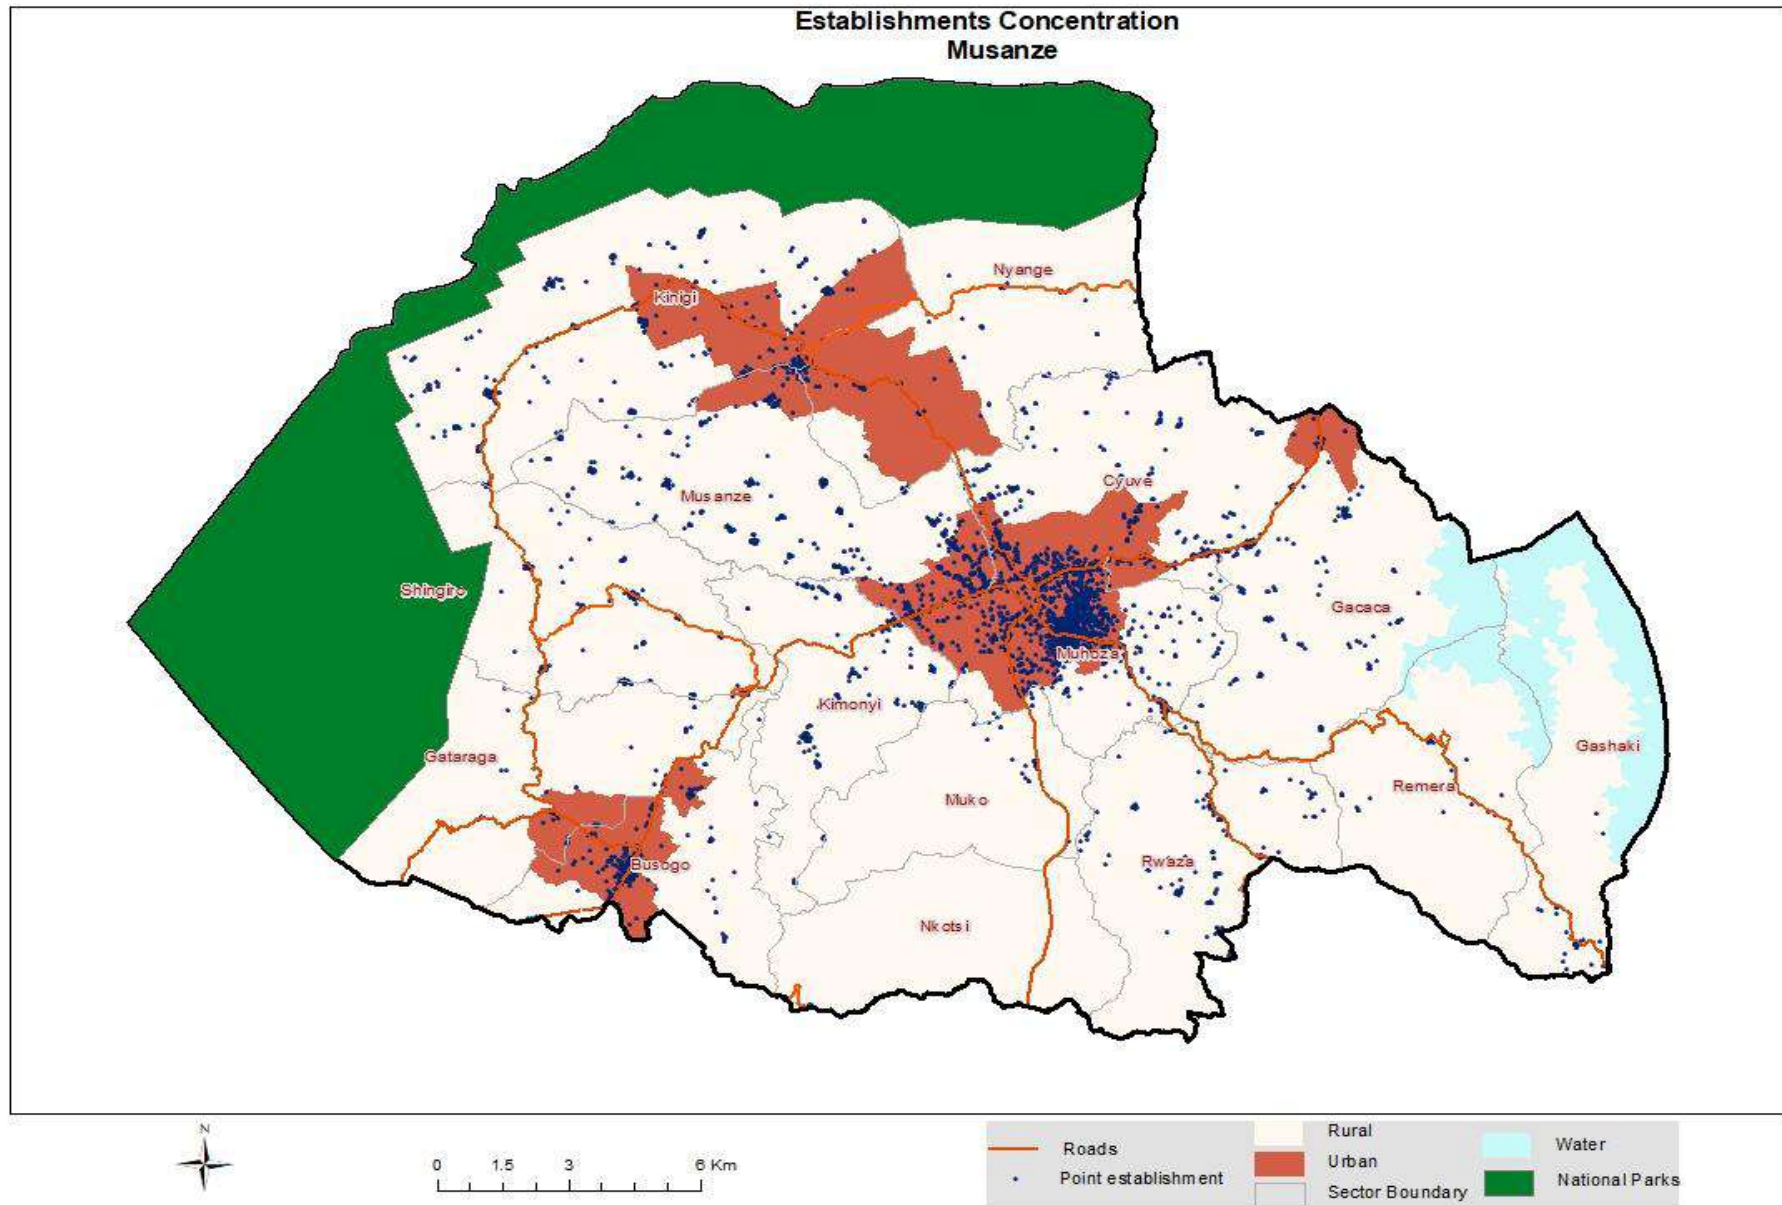 Establishments Concentration
Musanze
Nyange
Kinigi
Cyuve
Musanze
Shingiro
Gacaca
Muhoza
Kimonyi
Gashaki
Gataraga
Remera
Muko
Busogo
Rwaza
Nkotsi
N
0 1.5 3 6 Km
Roads
Point establishment
Rural
Urban
Sector Boundary
Water
National Parks